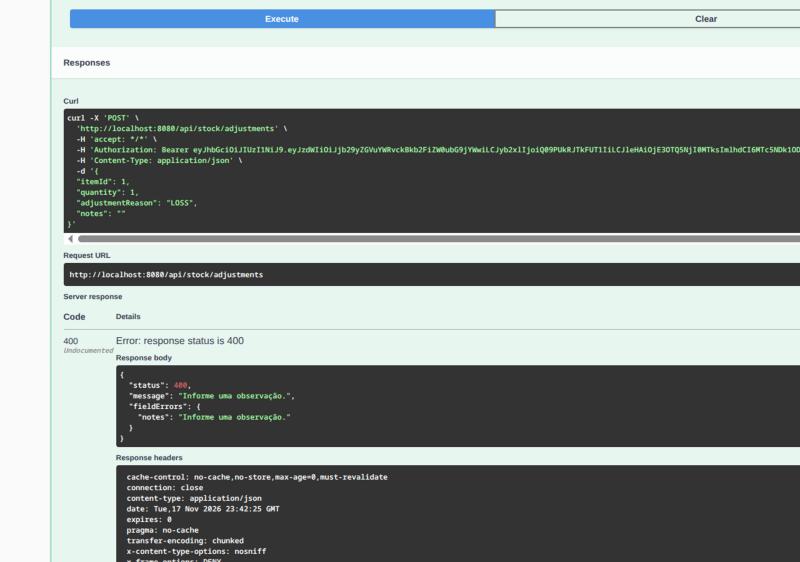 Execute
Clear
Responses
Curl
curl -X 'POST' \
'http://localhost:8080/api/stock/adjustments' \
-H 'accept: */*' \
-H 'Authorization: Bearer
-H 'Content-Type: application/json' \
-d '{
"itemId": 1,
"quantity": 1,
"adjustmentReason": "LOSS",
"notes": ""
}'
Request URL
http://localhost:8080/api/stock/adjustments
Server response
Code Details
400
Undocumented
Error: response status is 400
Response body
{
"status": 400,
"message": "Informe uma observação.",
"fieldErrors": {
"notes": "Informe uma observação."
}
}
Response headers
cache-control: no-cache,no-store,max-age=0,must-revalidate
connection: close
content-type: application/json
date: Tue,17 Nov 2026 23:42:25 GMT
expires: 0
pragma: no-cache
transfer-encoding: chunked
x-content-type-options: nosniff
x-frame-options: DENY